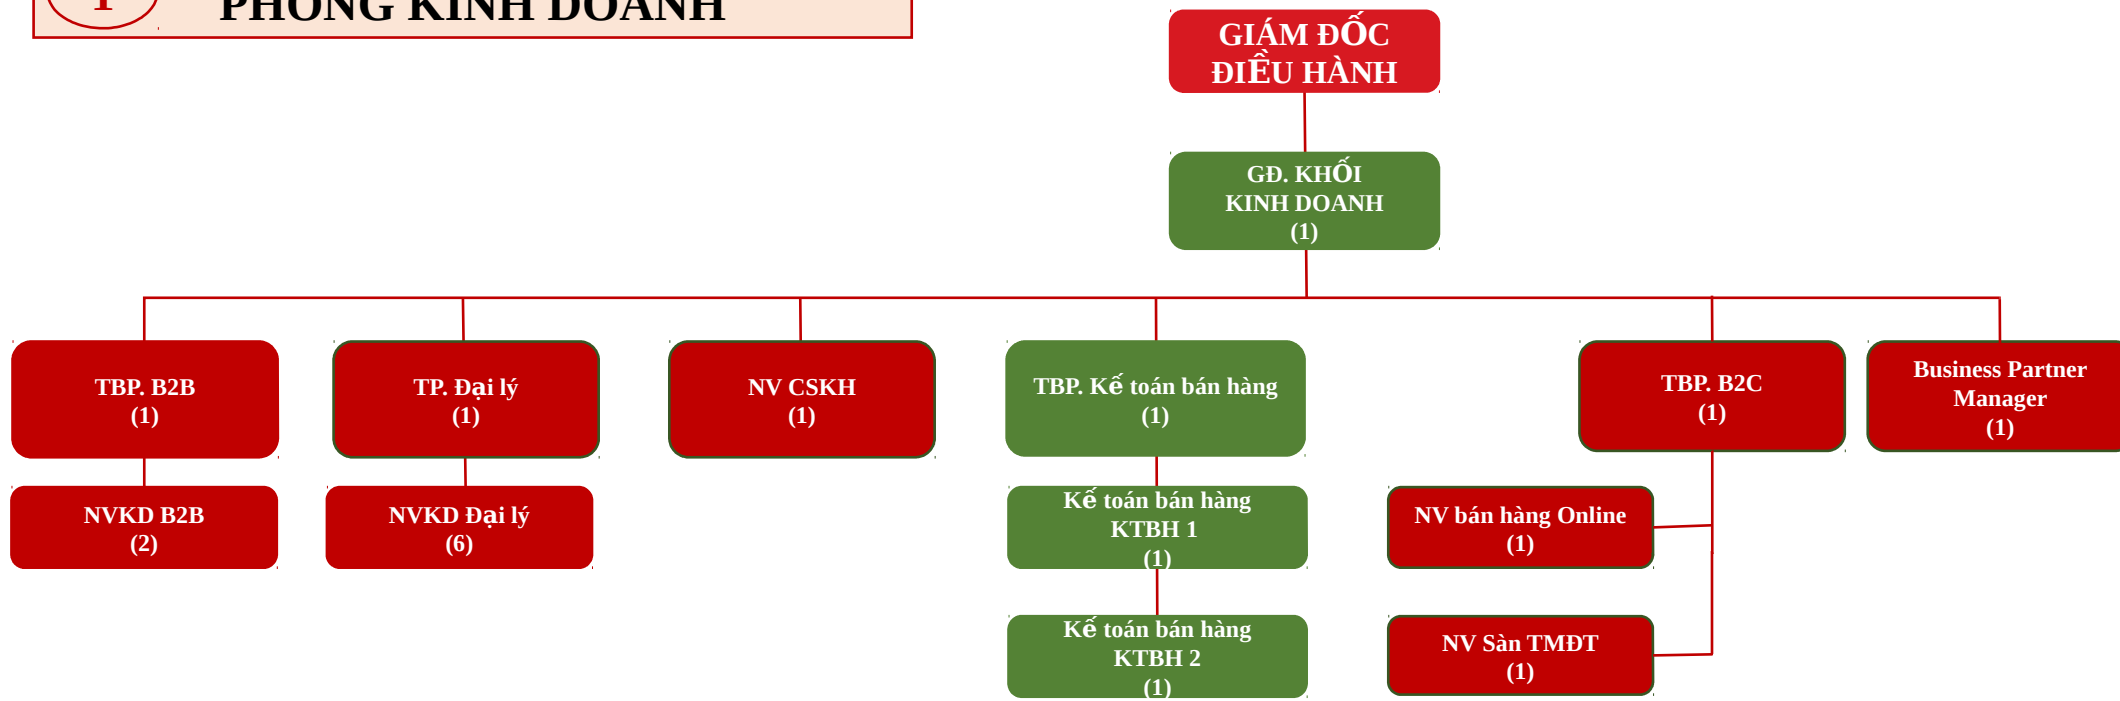 1
PHÒNG KINH DOANH
GIÁM ĐỐC
ĐIỀU HÀNH
GĐ. KHỐI
KINH DOANH
(1)
TBP. B2B
(1)
TP. Đại lý
(1)
NV CSKH
(1)
TBP. Kế toán bán hàng
(1)
TBP. B2C
(1)
Business Partner
Manager
(1)
NVKD B2B
(2)
NVKD Đại lý
(6)
Kế toán bán hàng
KTBH 1
(1)
NV bán hàng Online
(1)
Kế toán bán hàng
KTBH 2
(1)
NV Sàn TMĐT
(1)